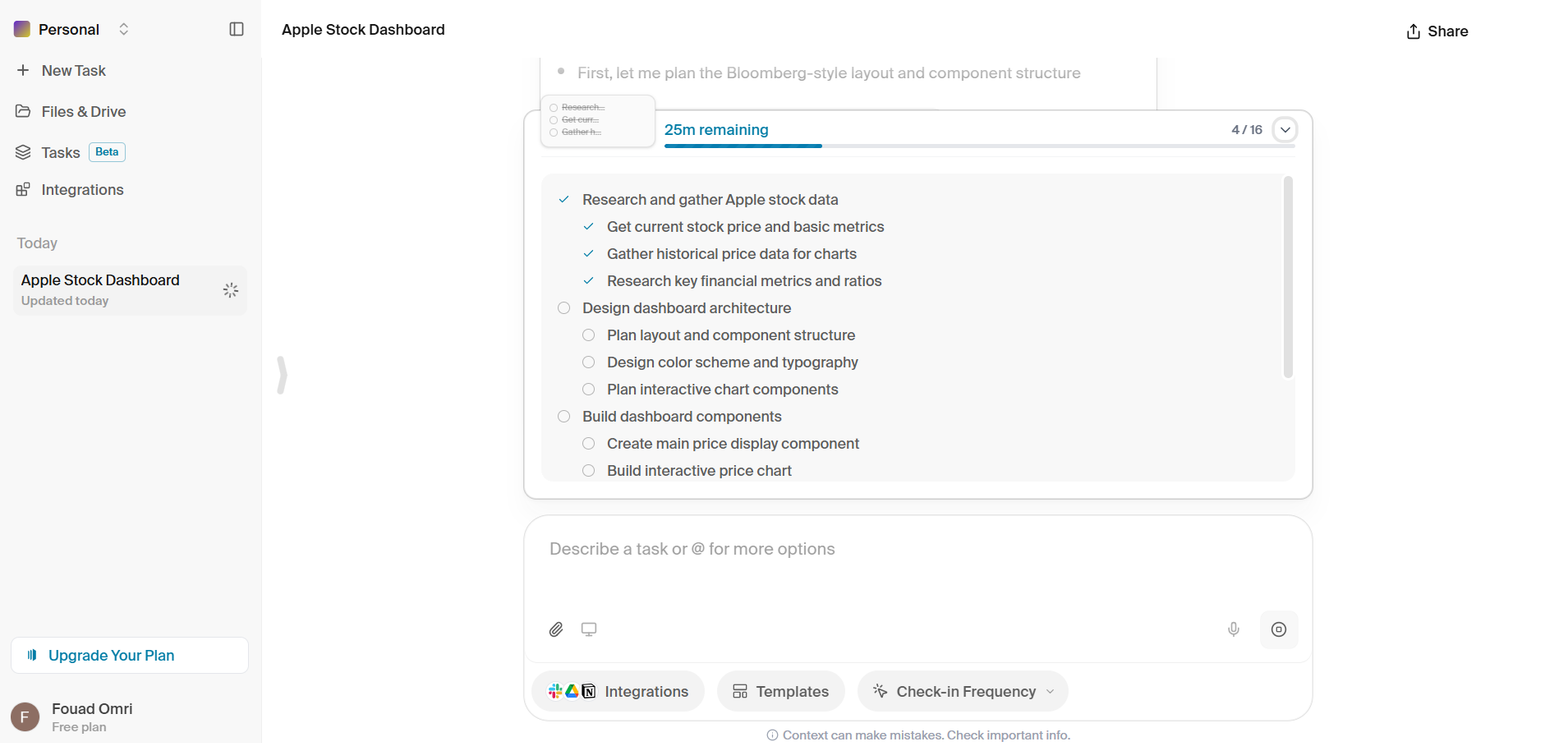 Personal
Apple Stock Dashboard
Share
New Task
Files & Drive
Tasks Beta
Integrations
Today
Apple Stock Dashboard
Updated today
Upgrade Your Plan
F
Fouad Omri
Free plan
First, let me plan the Bloomberg-style layout and component structure
Research...
Get curr...
Gather h...
25m remaining
4 / 16
Research and gather Apple stock data
Get current stock price and basic metrics
Gather historical price data for charts
Research key financial metrics and ratios
Design dashboard architecture
Plan layout and component structure
Design color scheme and typography
Plan interactive chart components
Build dashboard components
Create main price display component
Build interactive price chart
Describe a task or @ for more options
Integrations
Templates
Check-in Frequency
Context can make mistakes. Check important info.